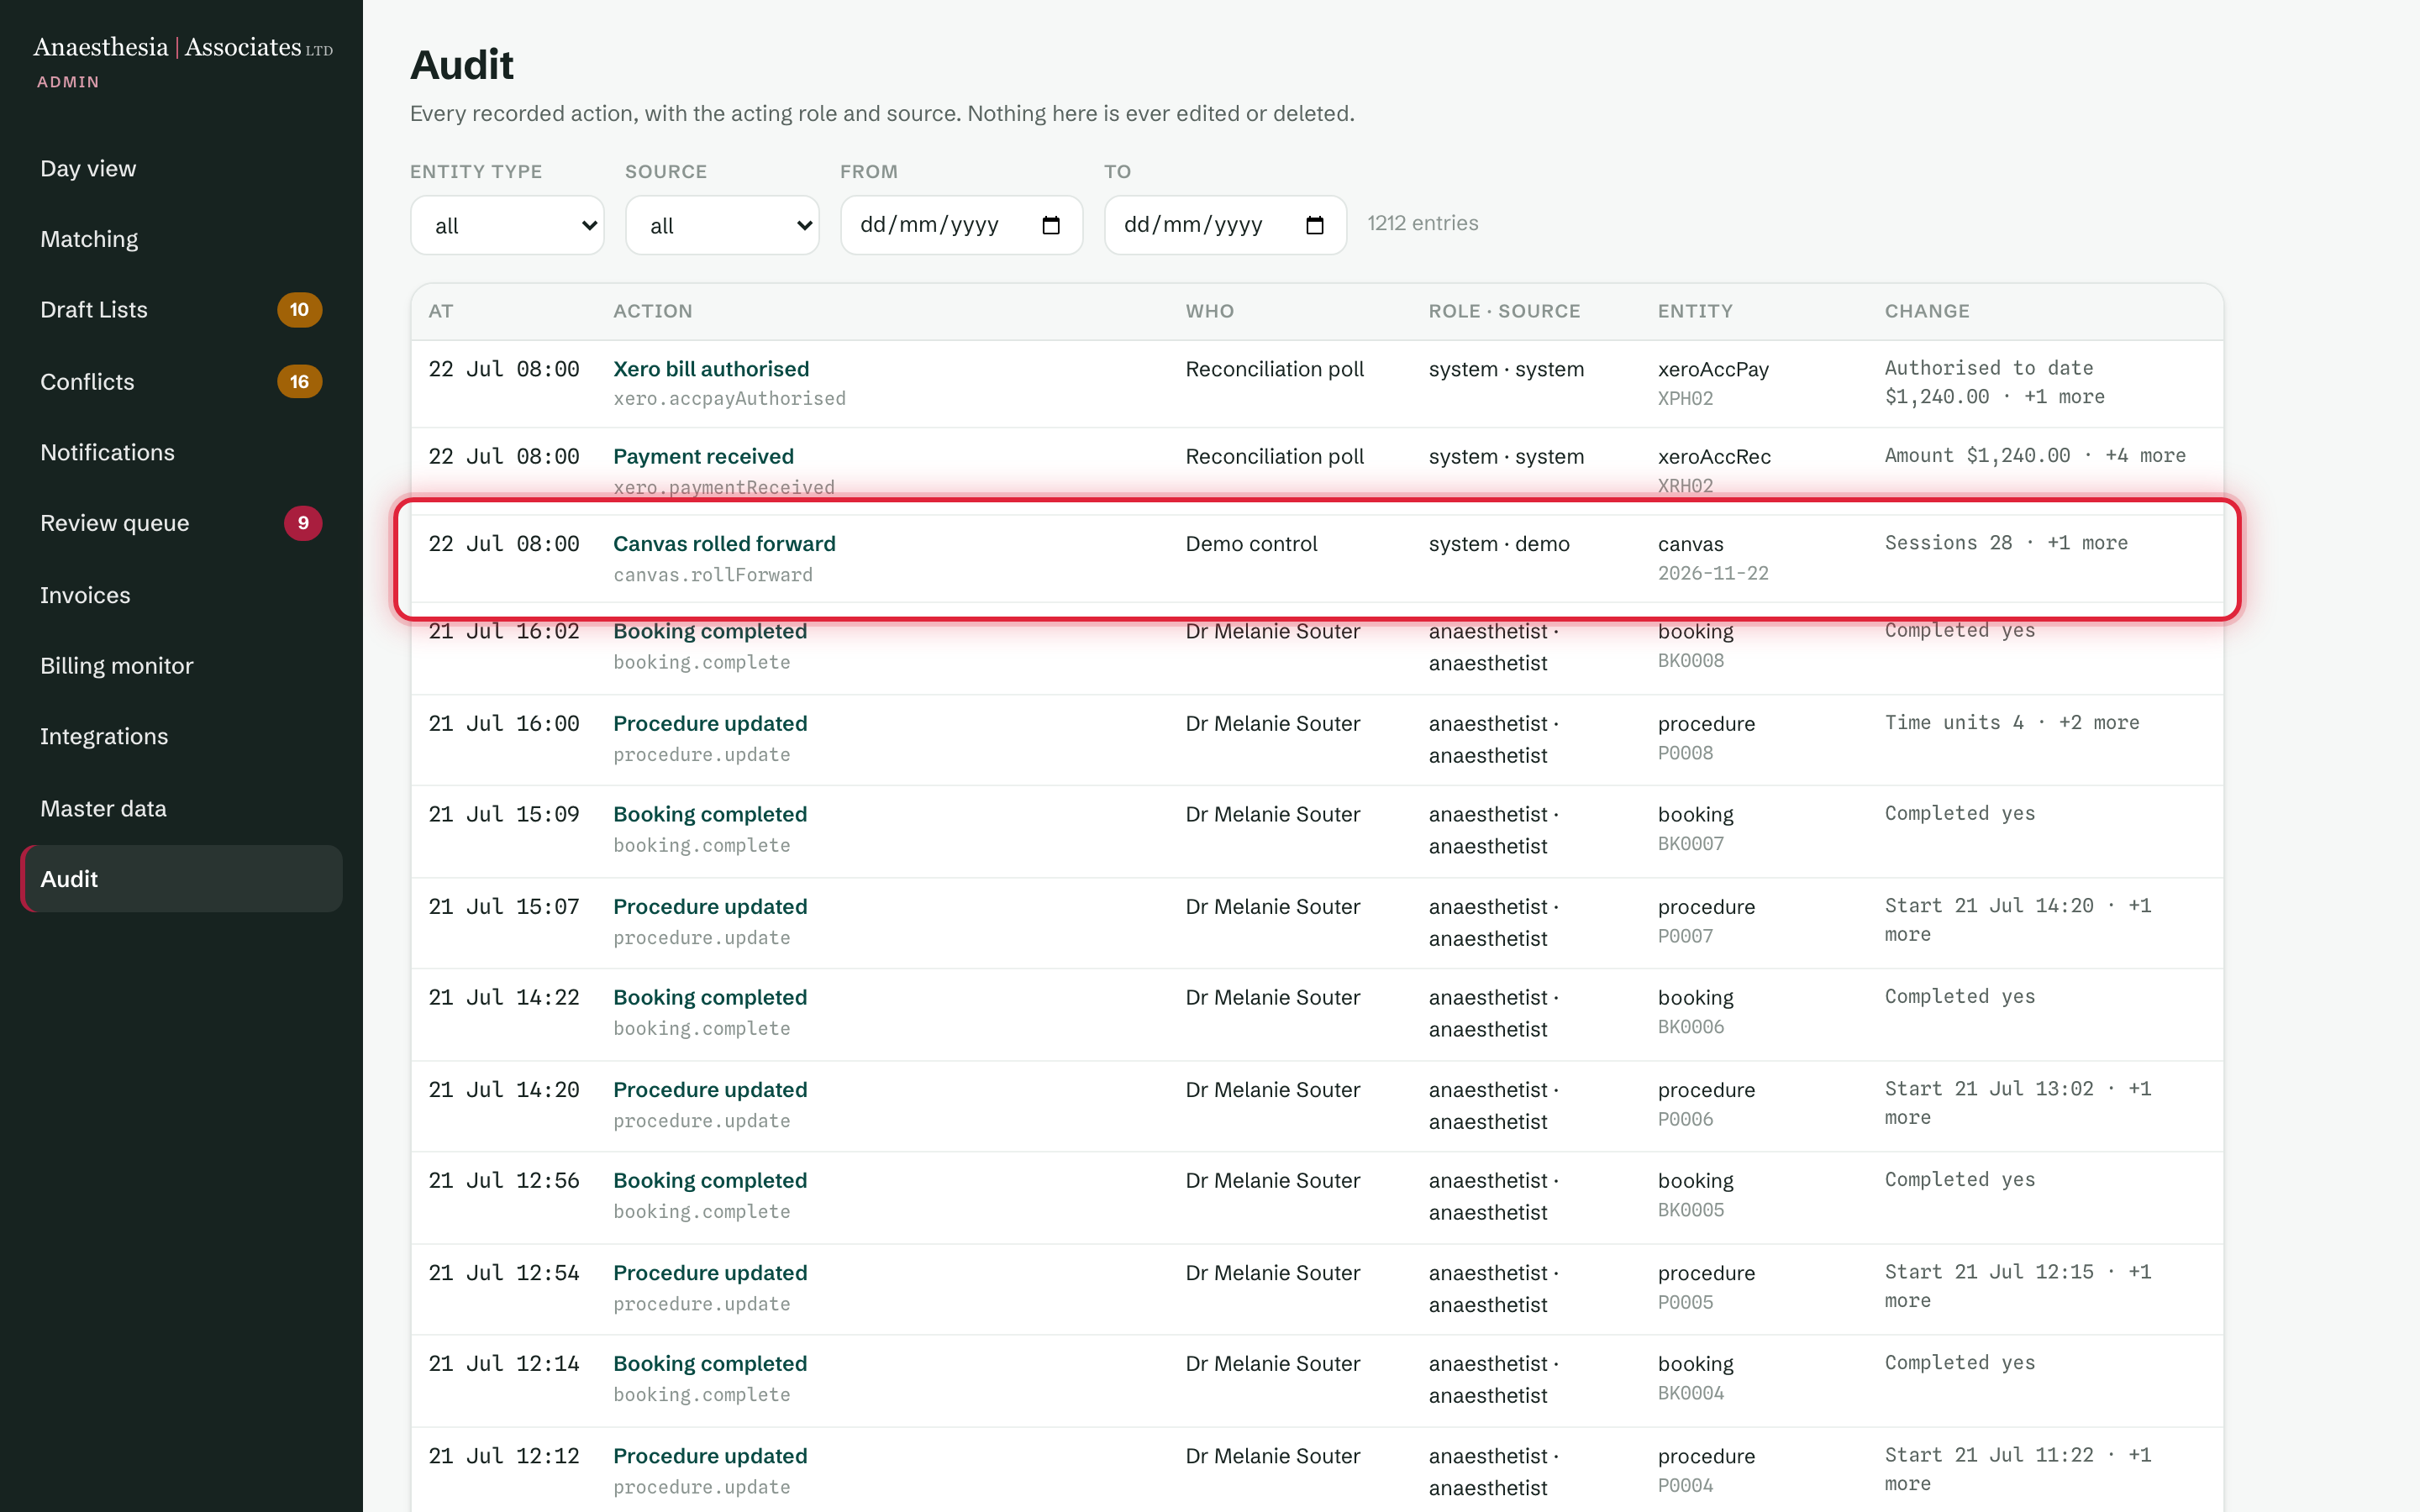 Anaesthesia | Associates LTD
ADMIN
Day view
Matching
Draft Lists 10
Conflicts 16
Notifications
Review queue 9
Invoices
Billing monitor
Integrations
Master data
Audit
Audit
Every recorded action, with the acting role and source. Nothing here is ever edited or deleted.
ENTITY TYPE SOURCE FROM TO
all all dd/mm/yyyy dd/mm/yyyy 1212 entries
AT ACTION WHO ROLE · SOURCE ENTITY CHANGE
22 Jul 08:00 Xero bill authorised Reconciliation poll system · system xeroAccPay Authorised to date
xero.accpayAuthorised XPH02 $1,240.00 · +1 more
22 Jul 08:00 Payment received Reconciliation poll system · system xeroAccRec Amount $1,240.00 · +4 more
xero.paymentReceived XRH02
22 Jul 08:00 Canvas rolled forward Demo control system · demo canvas Sessions 28 · +1 more
canvas.rollForward 2026-11-22
21 Jul 16:02 Booking completed Dr Melanie Souter anaesthetist · booking Completed yes
booking.complete anaesthetist BK0008
21 Jul 16:00 Procedure updated Dr Melanie Souter anaesthetist · procedure Time units 4 · +2 more
procedure.update anaesthetist P0008
21 Jul 15:09 Booking completed Dr Melanie Souter anaesthetist · booking Completed yes
booking.complete anaesthetist BK0007
21 Jul 15:07 Procedure updated Dr Melanie Souter anaesthetist · procedure Start 21 Jul 14:20 · +1
procedure.update anaesthetist P0007 more
21 Jul 14:22 Booking completed Dr Melanie Souter anaesthetist · booking Completed yes
booking.complete anaesthetist BK0006
21 Jul 14:20 Procedure updated Dr Melanie Souter anaesthetist · procedure Start 21 Jul 13:02 · +1
procedure.update anaesthetist P0006 more
21 Jul 12:56 Booking completed Dr Melanie Souter anaesthetist · booking Completed yes
booking.complete anaesthetist BK0005
21 Jul 12:54 Procedure updated Dr Melanie Souter anaesthetist · procedure Start 21 Jul 12:15 · +1
procedure.update anaesthetist P0005 more
21 Jul 12:14 Booking completed Dr Melanie Souter anaesthetist · booking Completed yes
booking.complete anaesthetist BK0004
21 Jul 12:12 Procedure updated Dr Melanie Souter anaesthetist · procedure Start 21 Jul 11:22 · +1
procedure.update anaesthetist P0004 more